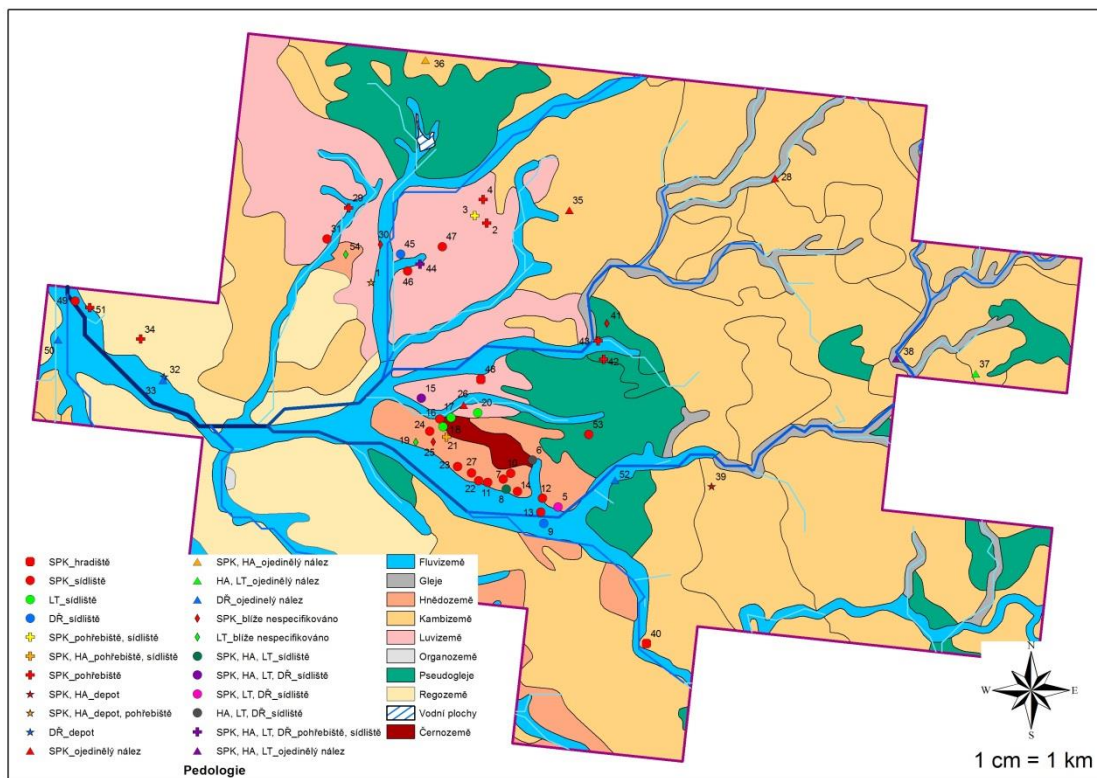 36
28
4
3
2
35
29
31
54
30
45
47
44
46
1
49
51
34
50
32
33
41
43
42
38
37
48
15
26
17
20
16
24
18
19
25
21
53
6
23
27
10
7
22
11
8
14
12
5
13
9
52
39
40
SPK_hradiště
SPK_sídliště
LT_sídliště
DŘ_sídliště
SPK_pohřebiště, sídliště
SPK, HA_pohřebiště, sídliště
SPK_pohřebiště
SPK, HA_depot
SPK, HA_depot, pohřebiště
DŘ_depot
SPK_ojedinělý nález
SPK, HA_ojedinělý nález
HA, LT_ojedinělý nález
DŘ_ojedinelý nález
SPK_blíže nespecifikováno
LT_blíže nespecifikováno
SPK, HA, LT_sídliště
SPK, HA, LT, DŘ_sídliště
SPK, LT, DŘ_sídliště
HA, LT, DŘ_sídliště
SPK, HA, LT, DŘ_pohřebiště, sídliště
SPK, HA, LT_ojedinělý nález
Fluvizemě
Gleje
Hnědozemě
Kambizemě
Luvizemě
Organozemě
Pseudogleje
Regozemě
Vodní plochy
Černozemě
Pedologie
N
W
E
S
1 cm = 1 km